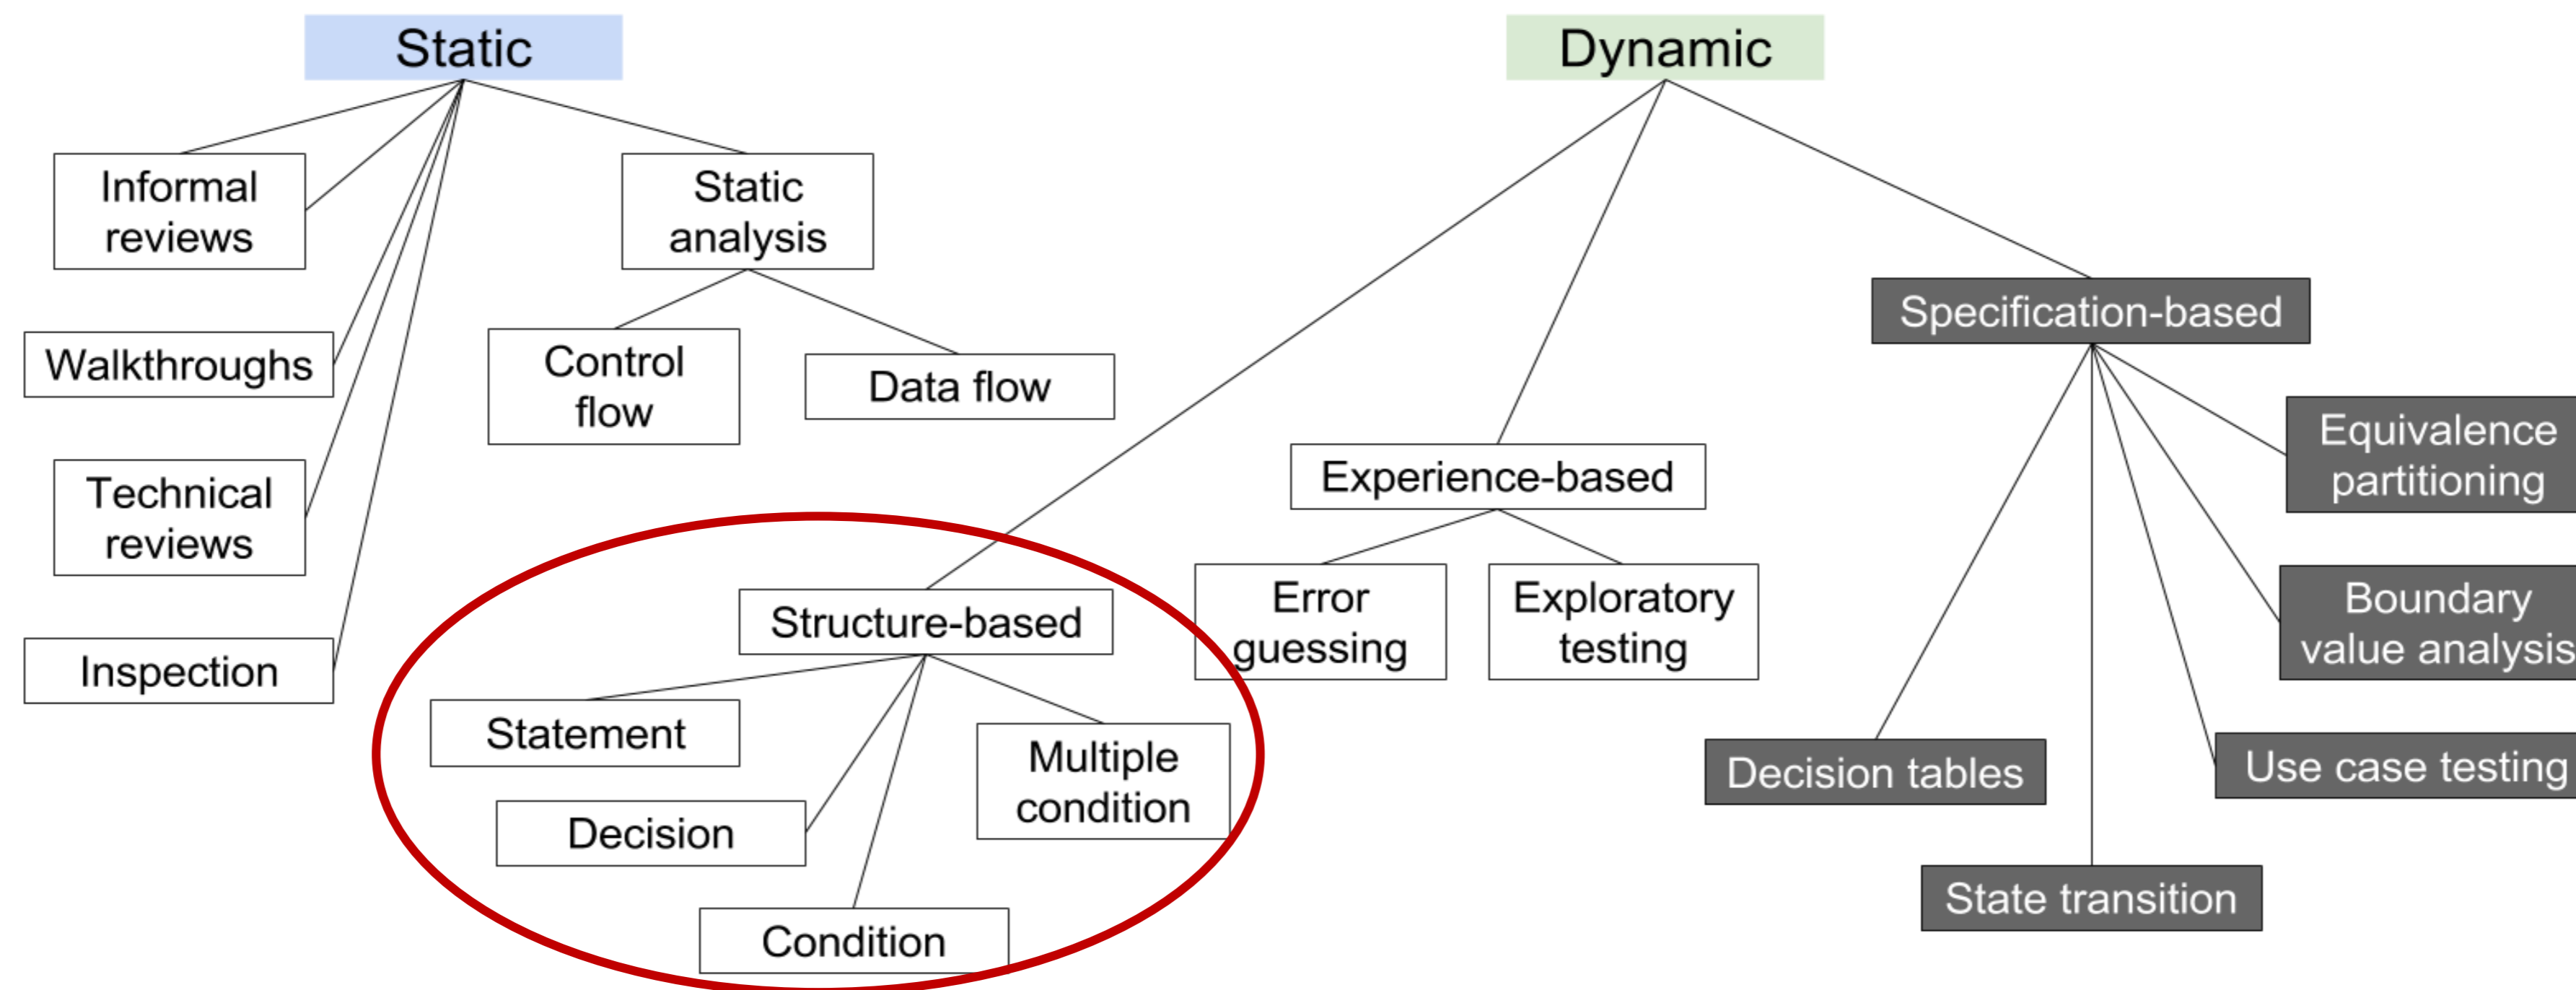 Static
Dynamic
Informal
reviews
Static
analysis
Specification-based
Walkthroughs
Control
flow
Data flow
Equivalence
partitioning
Experience-based
Technical
reviews
Error
guessing
Exploratory
testing
Boundary
value analysis
Structure-based
Inspection
Statement
Multiple
condition
Decision tables
Use case testing
Decision
State transition
Condition